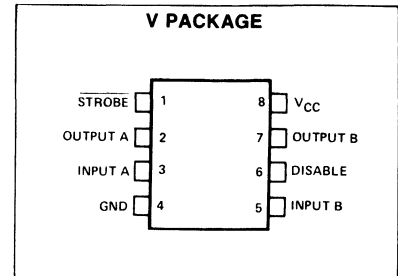 V PACKAGE
STROBE 1 8 VCC
OUTPUT A 2 7 OUTPUT B
INPUT A 3 6 DISABLE
GND 4 5 INPUT B